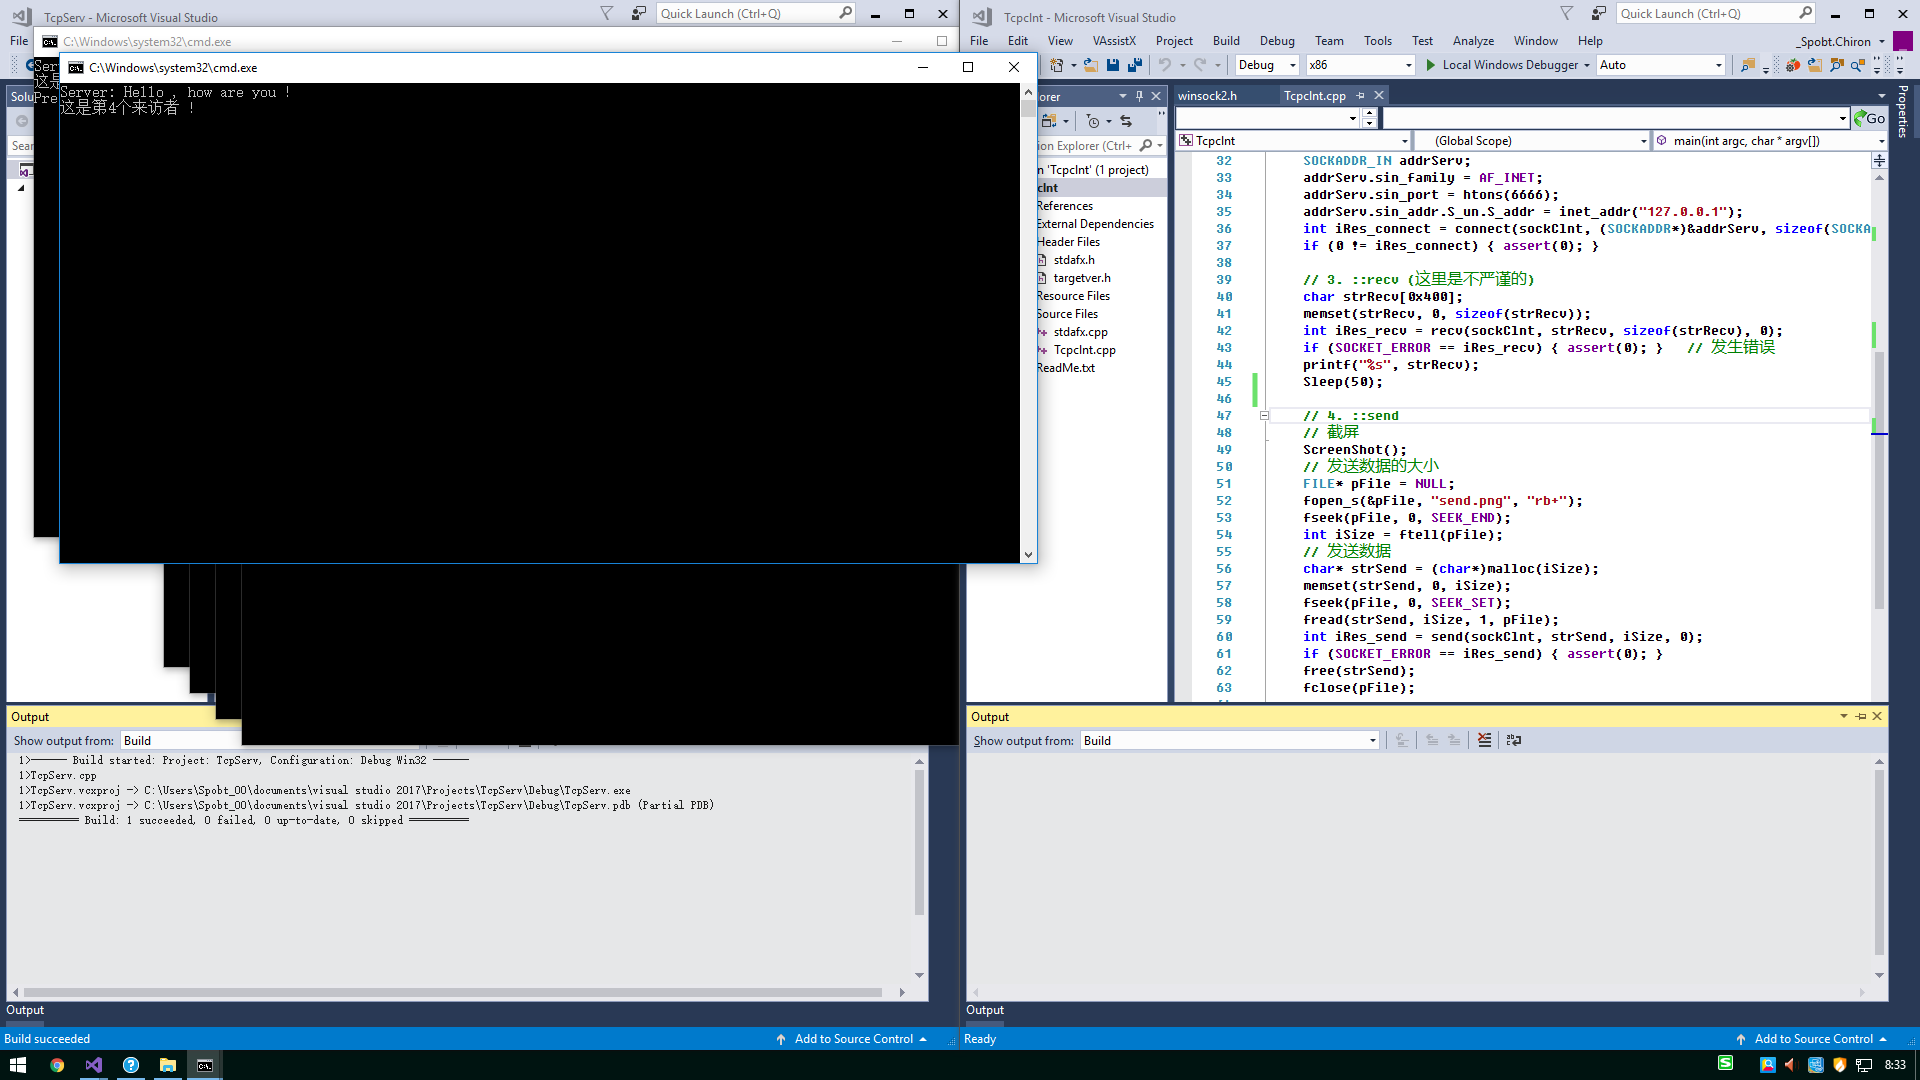 TcpServ - Microsoft Visual Studio
Quick Launch (Ctrl+Q)
File
C:\Windows\system32\cmd.exe
C:\Windows\system32\cmd.exe
Server: Hello , how are you !
这是第4个来访者 !
Ser
这是
Pre
Solu
Sear
Output
Show output from:
Build
1>------ Build started: Project: TcpServ, Configuration: Debug Win32 ------
1>TcpServ.cpp
1>TcpServ.vcxproj -> C:\Users\Spobt_00\documents\visual studio 2017\Projects\TcpServ\Debug\TcpServ.exe
1>TcpServ.vcxproj -> C:\Users\Spobt_00\documents\visual studio 2017\Projects\TcpServ\Debug\TcpServ.pdb (Partial PDB)
========== Build: 1 succeeded, 0 failed, 0 up-to-date, 0 skipped ==========
Output
Build succeeded
Add to Source Control
TcpcInt - Microsoft Visual Studio
Quick Launch (Ctrl+Q)
File Edit View VAssistX Project Build Debug Team Tools Test Analyze Window Help
_Spobt.Chiron
Debug x86 Local Windows Debugger Auto
orer
ion Explorer (Ctrl+
n 'TcpcInt' (1 project)
cInt
References
External Dependencies
Header Files
stdafx.h
targetver.h
Resource Files
Source Files
stdafx.cpp
TcpcInt.cpp
ReadMe.txt
winsock2.h TcpcInt.cpp
Go
TcpcInt (Global Scope) main(int argc, char * argv[])
Properties
32 SOCKADDR_IN addrServ;
33 addrServ.sin_family = AF_INET;
34 addrServ.sin_port = htons(6666);
35 addrServ.sin_addr.S_un.S_addr = inet_addr("127.0.0.1");
36 int iRes_connect = connect(sockClnt, (SOCKADDR*)&addrServ, sizeof(SOCKA
37 if (0 != iRes_connect) { assert(0); }
38
39 // 3. ::recv (这里是不严谨的)
40 char strRecv[0x400];
41 memset(strRecv, 0, sizeof(strRecv));
42 int iRes_recv = recv(sockClnt, strRecv, sizeof(strRecv), 0);
43 if (SOCKET_ERROR == iRes_recv) { assert(0); } // 发生错误
44 printf("%s", strRecv);
45 Sleep(50);
46
47 // 4. ::send
48 // 截屏
49 ScreenShot();
50 // 发送数据的大小
51 FILE* pFile = NULL;
52 fopen_s(&pFile, "send.png", "rb+");
53 fseek(pFile, 0, SEEK_END);
54 int iSize = ftell(pFile);
55 // 发送数据
56 char* strSend = (char*)malloc(iSize);
57 memset(strSend, 0, iSize);
58 fseek(pFile, 0, SEEK_SET);
59 fread(strSend, iSize, 1, pFile);
60 int iRes_send = send(sockClnt, strSend, iSize, 0);
61 if (SOCKET_ERROR == iRes_send) { assert(0); }
62 free(strSend);
63 fclose(pFile);
Output
Show output from:
Build
Output
Ready
Add to Source Control
8:33